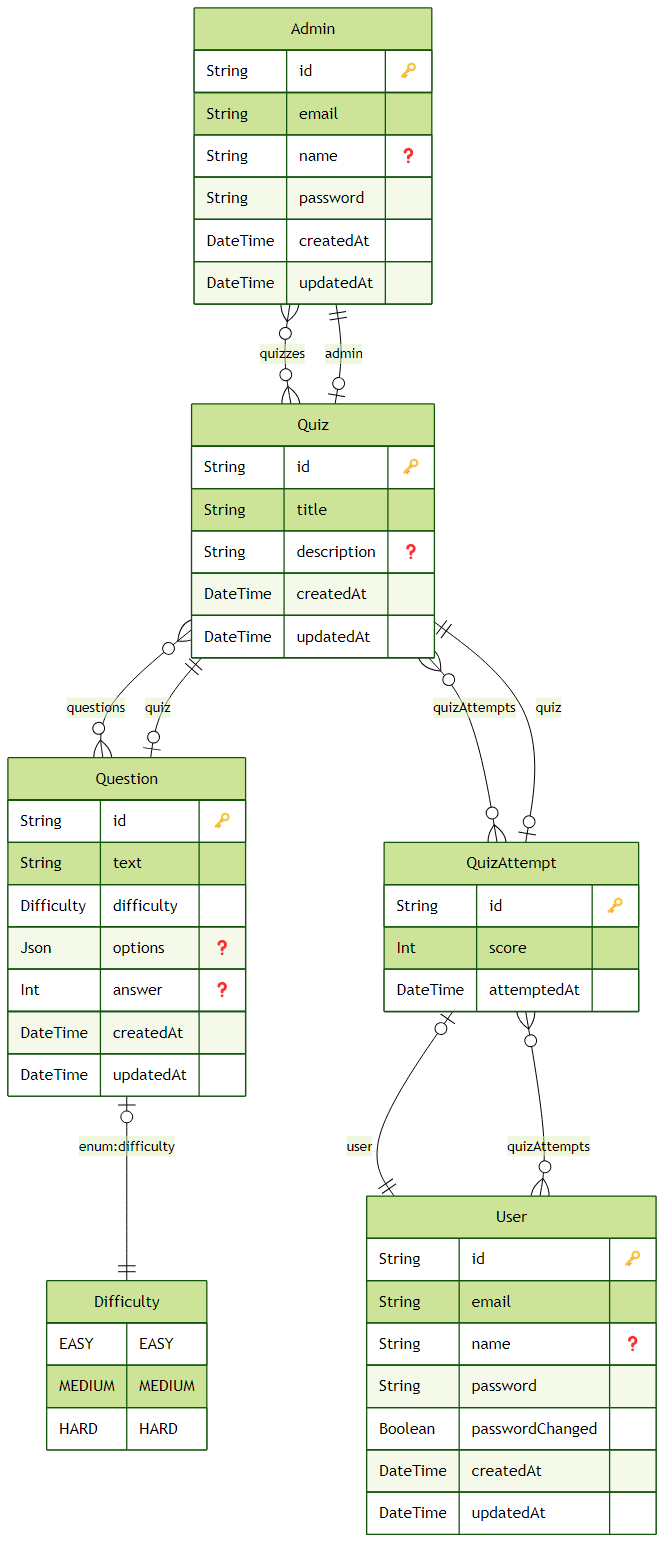 Admin
String id
String email
String name ❓
String password
DateTime createdAt
DateTime updatedAt
quizzes admin
Quiz
String id
String title
String description ❓
DateTime createdAt
DateTime updatedAt
questions quiz quizAttempts quiz
Question
String id
String text
Difficulty difficulty
Json options ❓
Int answer ❓
DateTime createdAt
DateTime updatedAt
QuizAttempt
String id
Int score
DateTime attemptedAt
enum:difficulty user quizAttempts
Difficulty
EASY EASY
MEDIUM MEDIUM
HARD HARD
User
String id
String email
String name ❓
String password
Boolean passwordChanged
DateTime createdAt
DateTime updatedAt